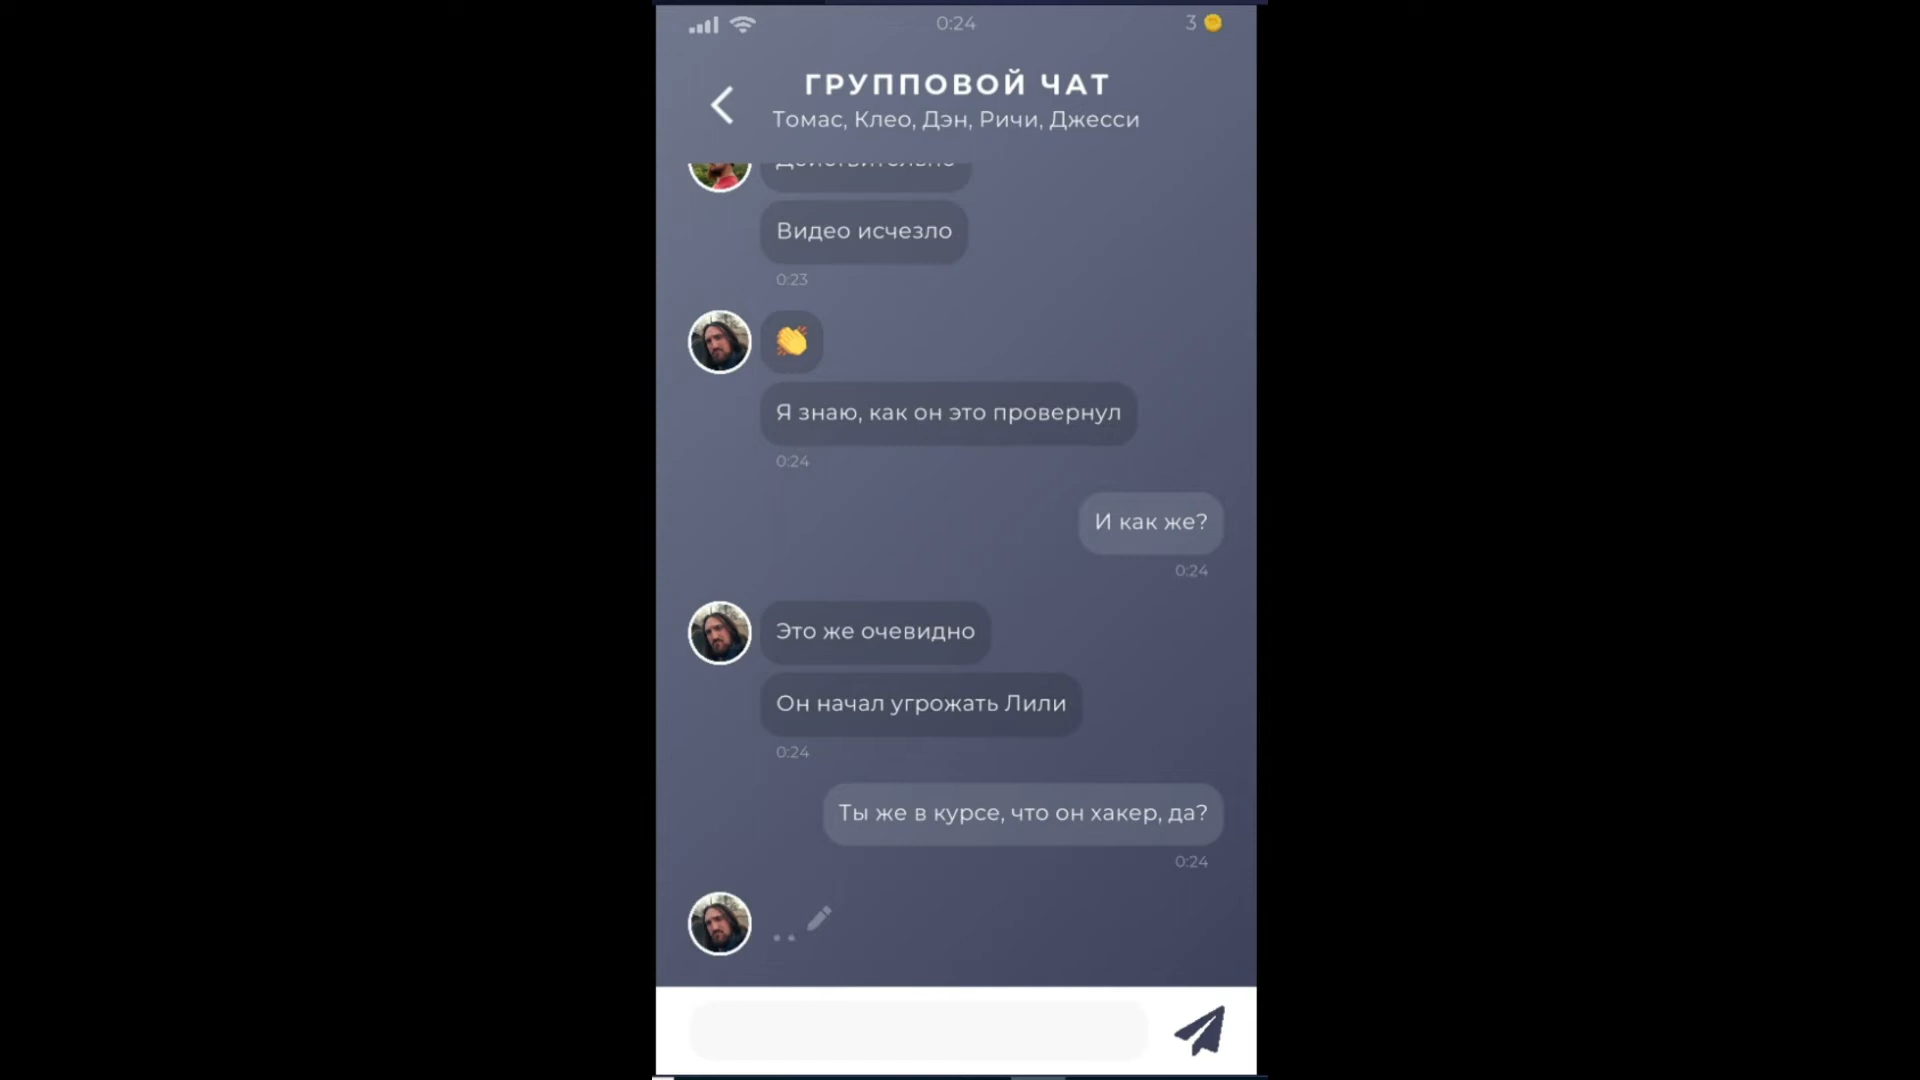 0:24
3
ГРУППОВОЙ ЧАТ
Томас, Клео, Дэн, Ричи, Джесси
Действительно
Видео исчезло
0:23
Я знаю, как он это провернул
0:24
И как же?
0:24
Это же очевидно
Он начал угрожать Лили
0:24
Ты же в курсе, что он хакер, да?
0:24